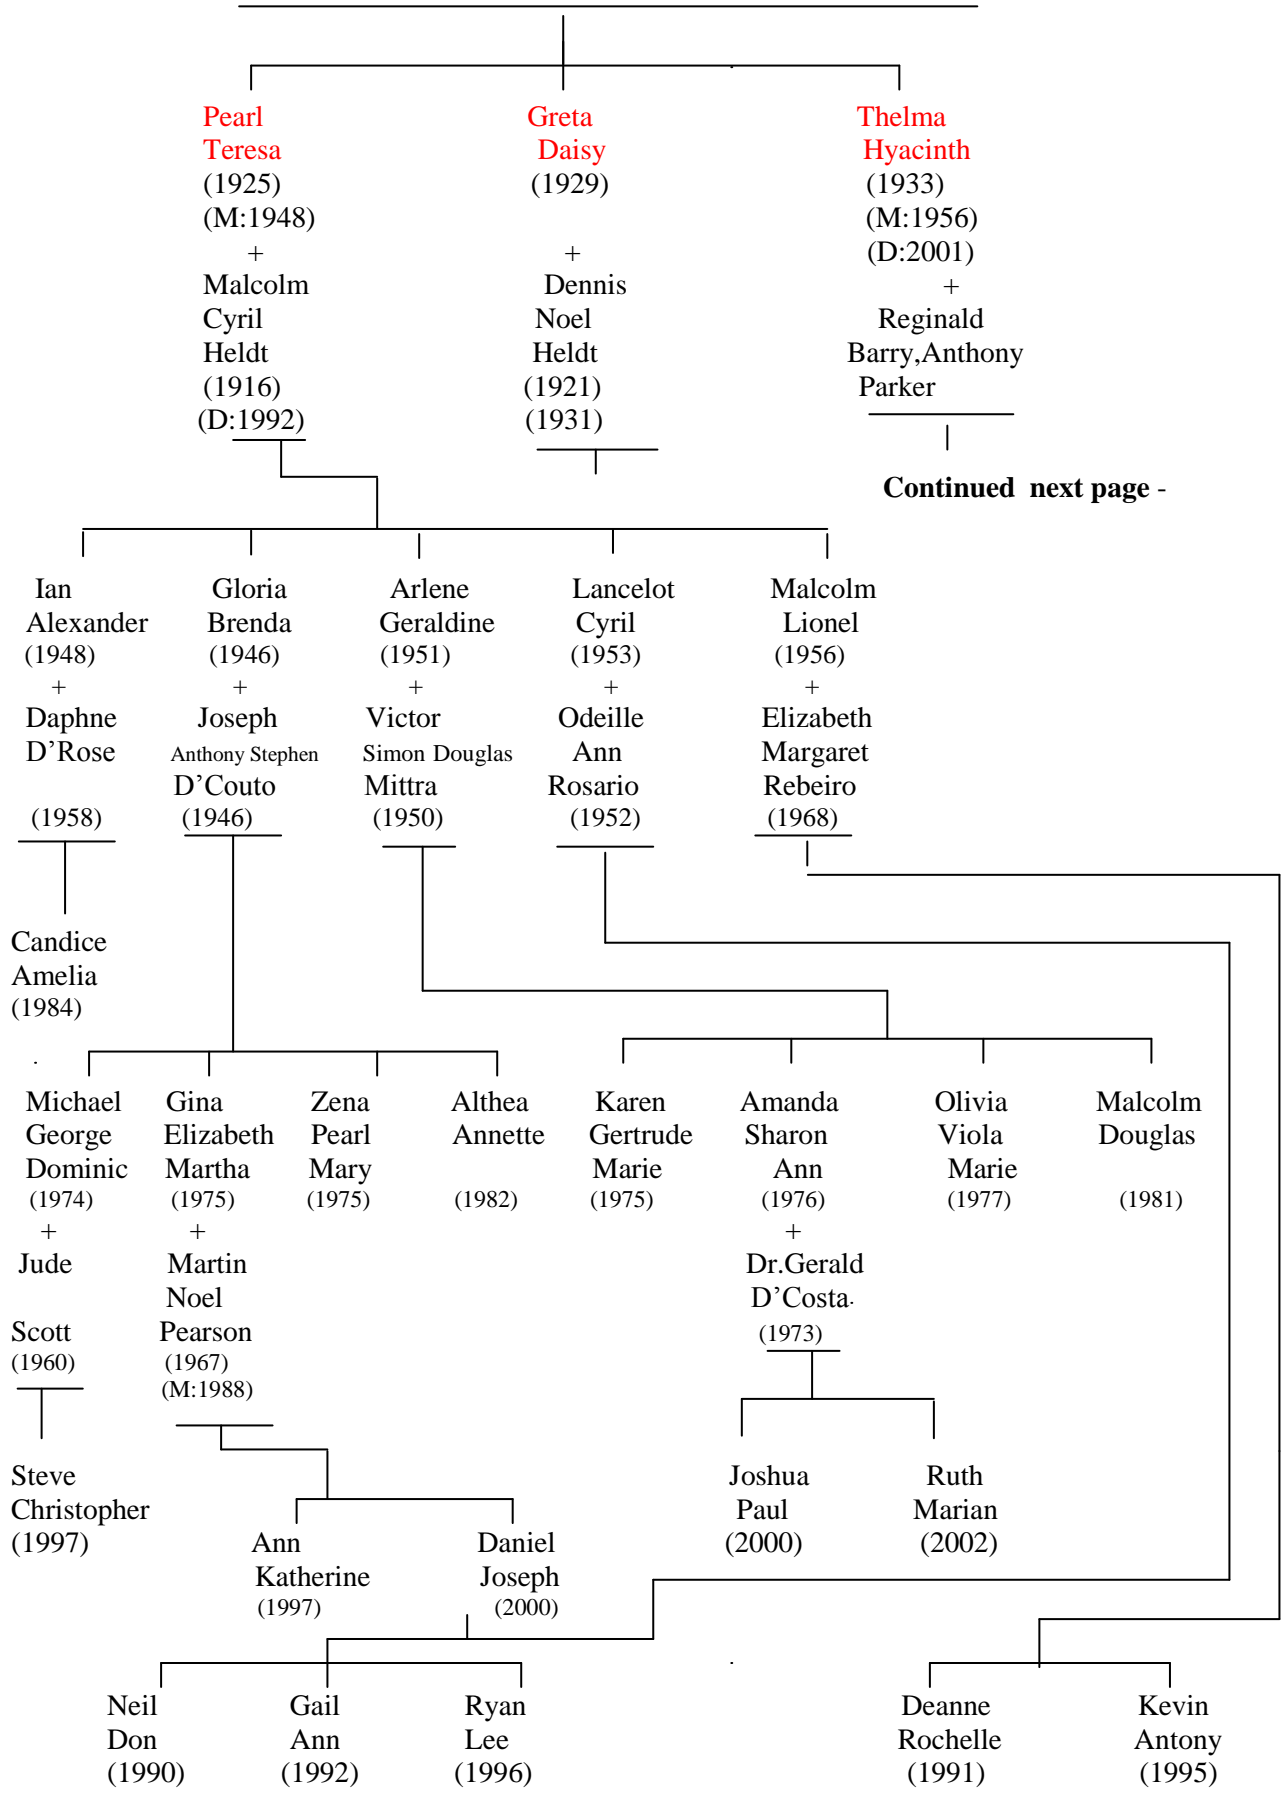 Pearl
Teresa
(1925)
(M:1948)
+
Malcolm
Cyril
Heldt
(1916)
(D:1992)
Greta
Daisy
(1929)
+
Dennis
Noel
Heldt
(1921)
(1931)
Thelma
Hyacinth
(1933)
(M:1956)
(D:2001)
+
Reginald
Barry,Anthony
Parker
Continued next page -
Ian
Alexander
(1948)
+
Daphne
D’Rose
(1958)
Gloria
Brenda
(1946)
+
Joseph
Anthony Stephen
D’Couto
(1946)
Arlene
Geraldine
(1951)
+
Victor
Simon Douglas
Mittra
(1950)
Lancelot
Cyril
(1953)
+
Odeille
Ann
Rosario
(1952)
Malcolm
Lionel
(1956)
+
Elizabeth
Margaret
Rebeiro
(1968)
Candice
Amelia
(1984)
Michael
George
Dominic
(1974)
+
Jude
Scott
(1960)
Gina
Elizabeth
Martha
(1975)
+
Martin
Noel
Pearson
(1967)
(M:1988)
Zena
Pearl
Mary
(1975)
Althea
Annette
(1982)
Karen
Gertrude
Marie
(1975)
Amanda
Sharon
Ann
(1976)
+
Dr.Gerald
D’Costa.
(1973)
Olivia
Viola
Marie
(1977)
Malcolm
Douglas
(1981)
Steve
Christopher
(1997)
Ann
Katherine
(1997)
Daniel
Joseph
(2000)
Joshua
Paul
(2000)
Ruth
Marian
(2002)
Neil
Don
(1990)
Gail
Ann
(1992)
Ryan
Lee
(1996)
Deanne
Rochelle
(1991)
Kevin
Antony
(1995)